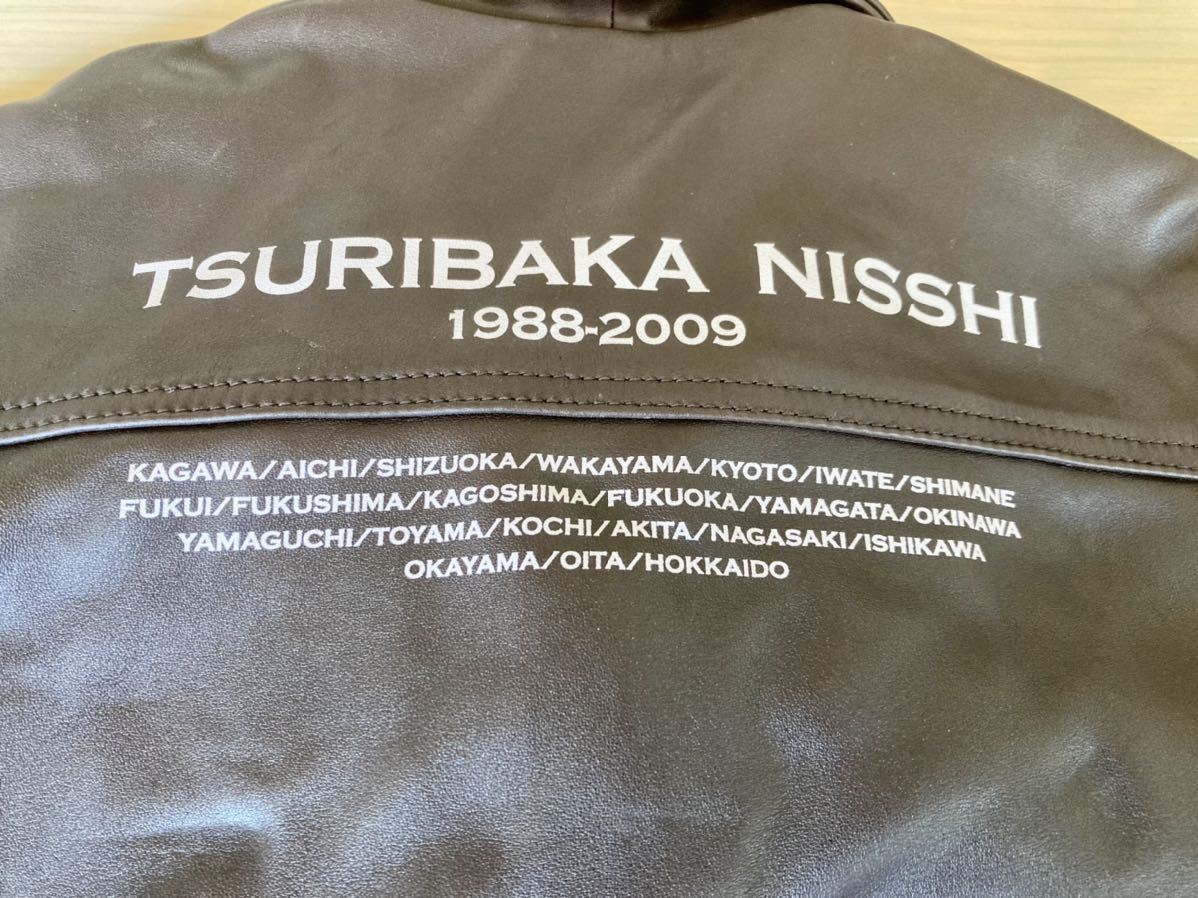 TSURIBAKA NISSHI
1988-2009
KAGAWA/AICHI/SHIZUOKA/WAKAYAMA/KYOTO/IWATE/SHIMANE
FUKUI/FUKUSHIMA/KAGOSHIMA/FUKUOKA/YAMAGATA/OKINAWA
YAMAGUCHI/TOYAMA/KOCHI/AKITA/NAGASAKI/ISHIKAWA
OKAYAMA/OITA/HOKKAIDO